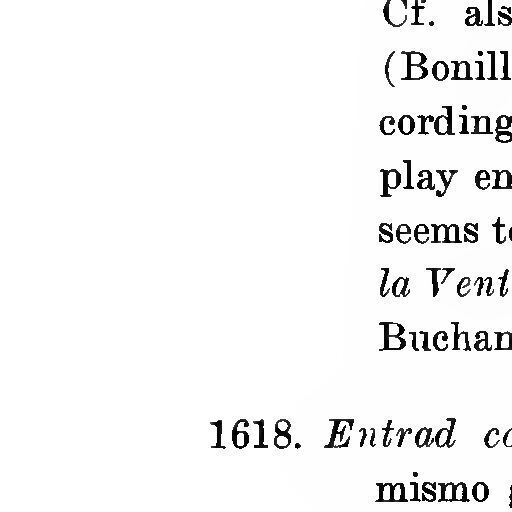 Cf. als
(Bonill
cording
play en
seems t
la Vent
Buchan
1618. Entrad c
mismo